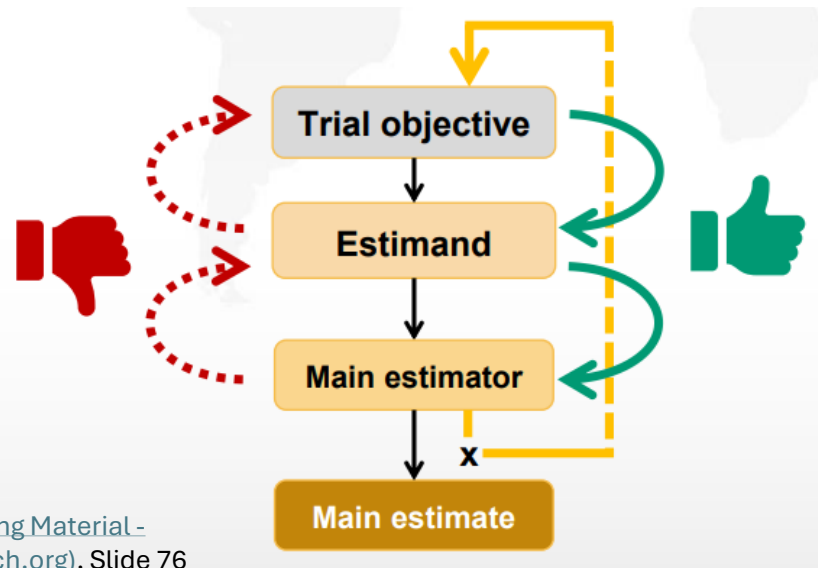 Trial objective
Estimand
Main estimator
x
Main estimate
ng Material -
ch.org). Slide 76